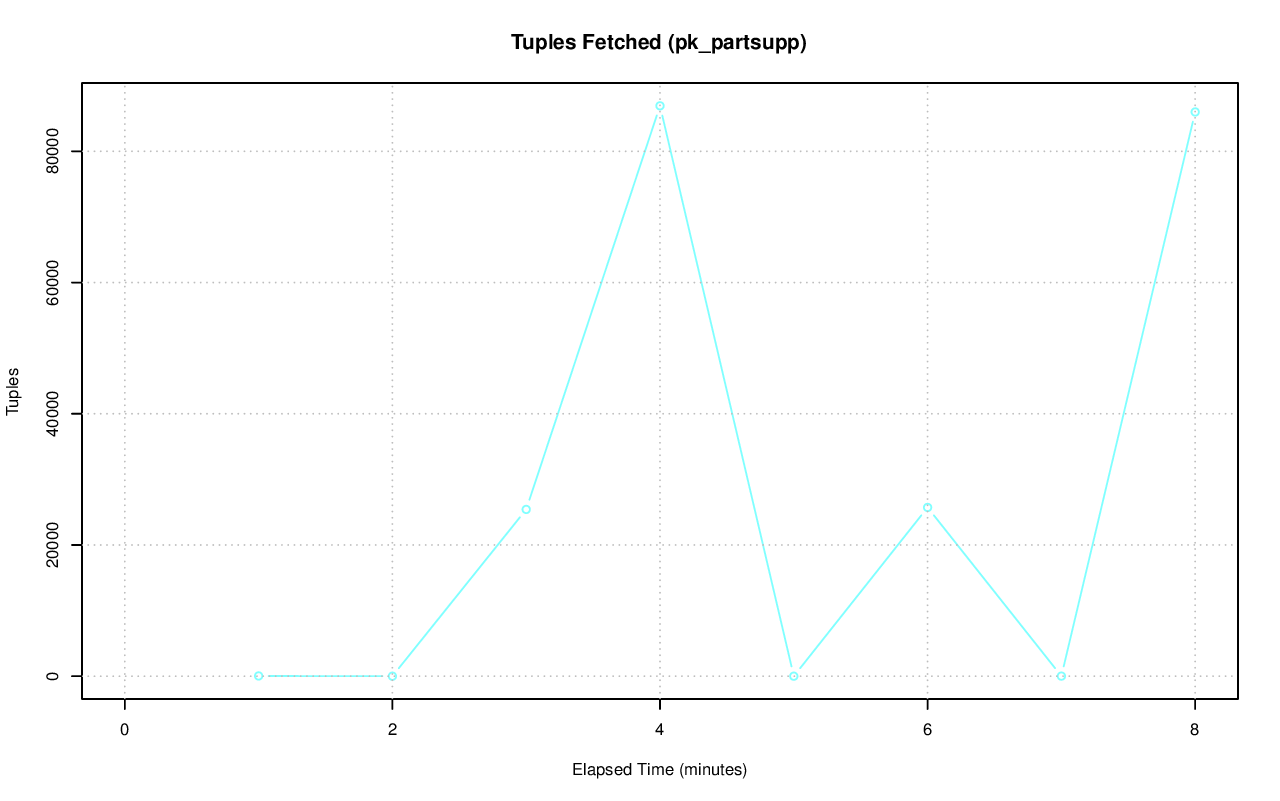 Tuples Fetched (pk_partsupp)
80000
60000
40000
20000
0
Tuples
0 2 4 6 8
Elapsed Time (minutes)